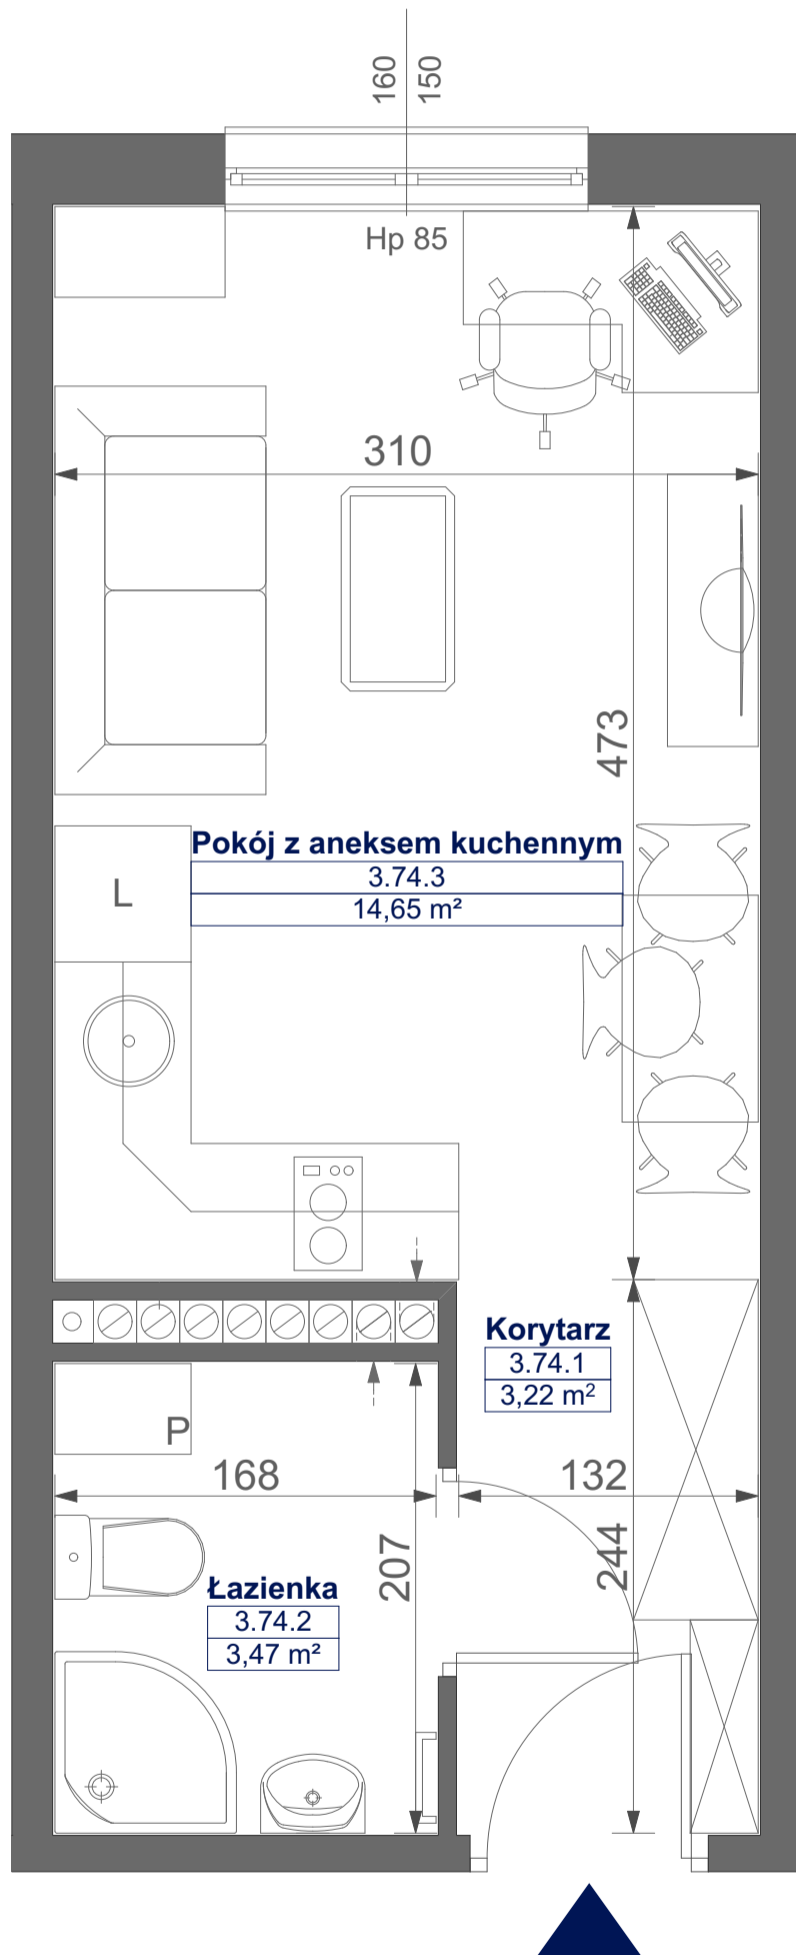 160
150
Hp 85
310
473
Pokój z aneksem kuchennym
3.74.3
14,65 m²
L
Korytarz
3.74.1
3,22 m²
P
168
132
207
244
Łazienka
3.74.2
3,47 m²